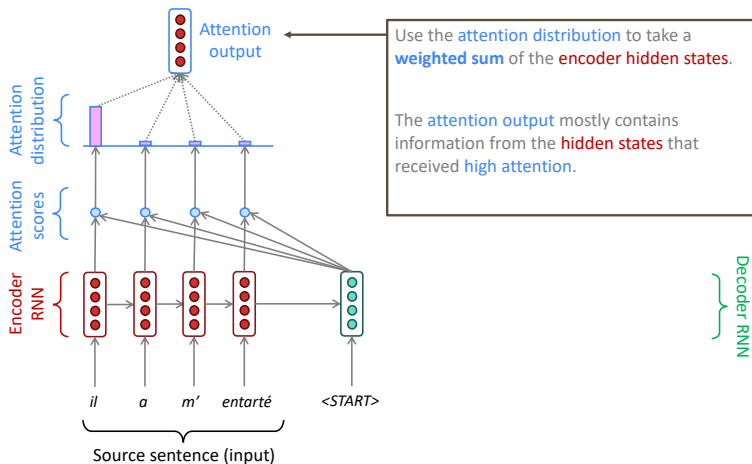 Attention
output
Use the attention distribution to take a
weighted sum of the encoder hidden states.
The attention output mostly contains
information from the hidden states that
received high attention.
Attention
distribution
Attention
scores
Encoder
RNN
Decoder RNN
il a m’ entarté <START>
Source sentence (input)